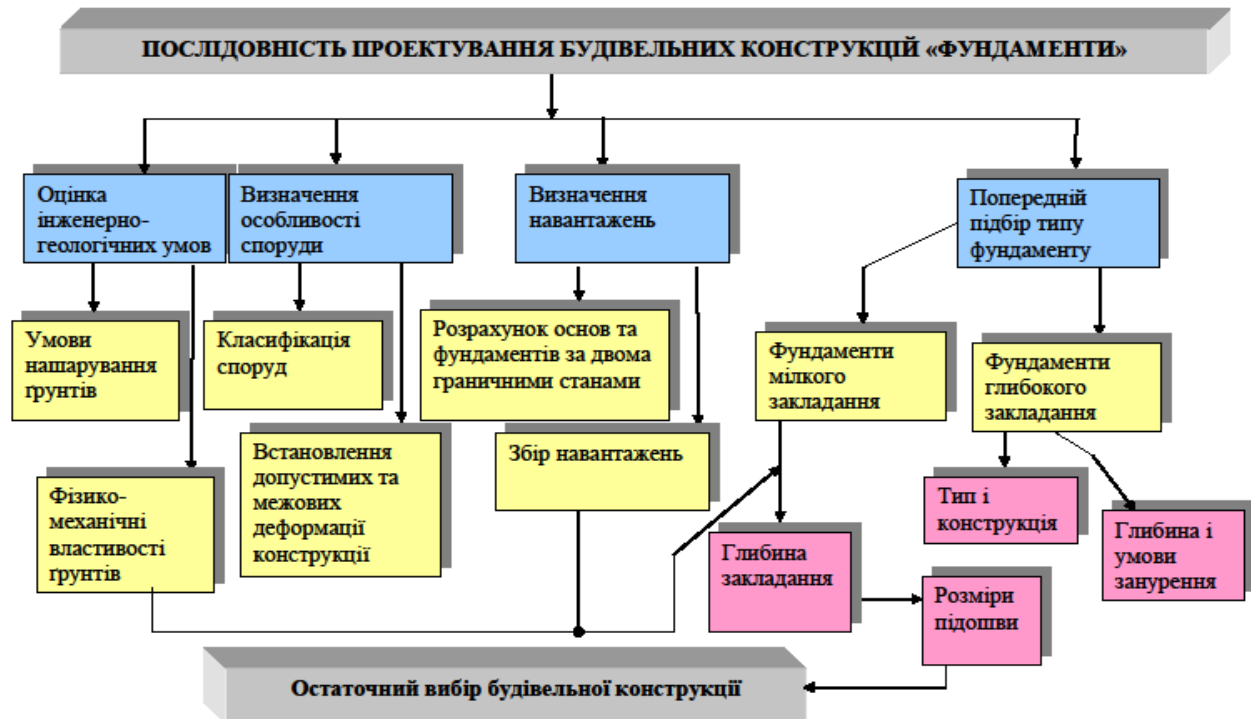 ПОСЛІДОВНІСТЬ ПРОЕКТУВАННЯ БУДІВЕЛЬНИХ КОНСТРУКЦІЙ «ФУНДАМЕНТИ»
Оцінка
інженерно-
геологічних умов
Визначення
особливості
споруди
Визначення
навантажень
Попередній
підбір типу
фундаменту
Умови
нашарування
ґрунтів
Класифікація
споруд
Розрахунок основ та
фундаментів за двома
граничними станами
Фундаменти
мілкого
закладання
Фундаменти
глибокого
закладання
Фізико-
механічні
властивості
ґрунтів
Встановлення
допустимих та
межових
деформації
конструкції
Збір навантажень
Тип і
конструкція
Глибина і
умови
занурення
Глибина
закладання
Розміри
підошви
Остаточний вибір будівельної конструкції